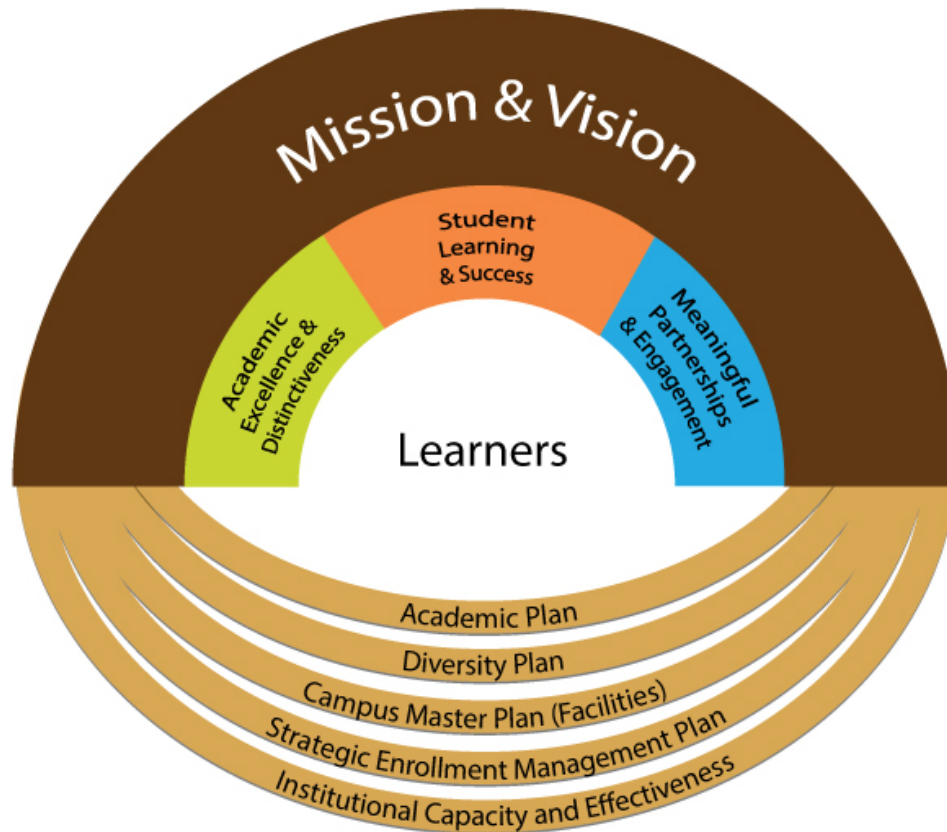 Mission & Vision
Student
Learning
& Success
Academic
Excellence &
Distinctiveness
Meaningful
Partnerships
& Engagement
Learners
Academic Plan
Diversity Plan
Campus Master Plan (Facilities)
Strategic Enrollment Management Plan
Institutional Capacity and Effectiveness